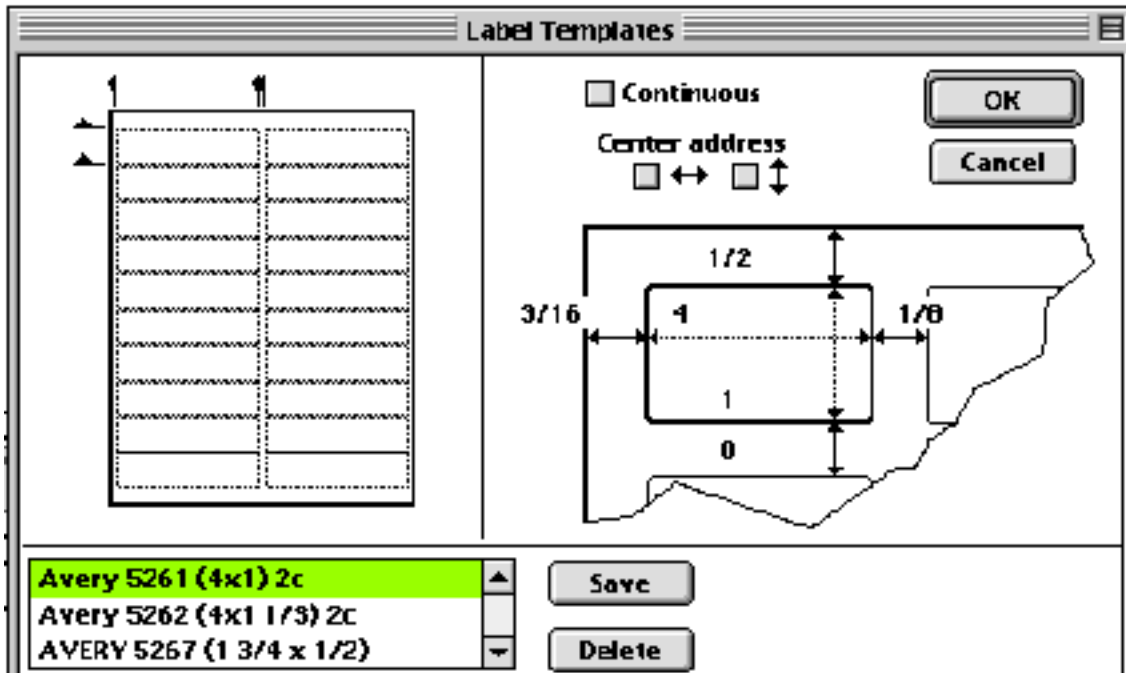 Label Templates
Continuous
OK
Center address
Cancel
1/2
3/16
4
1/8
1
0
Avery 5261 (4x1) 2c
Save
Avery 5262 (4x1 1/3) 2c
AVERY 5267 (1 3/4 x 1/2)
Delete